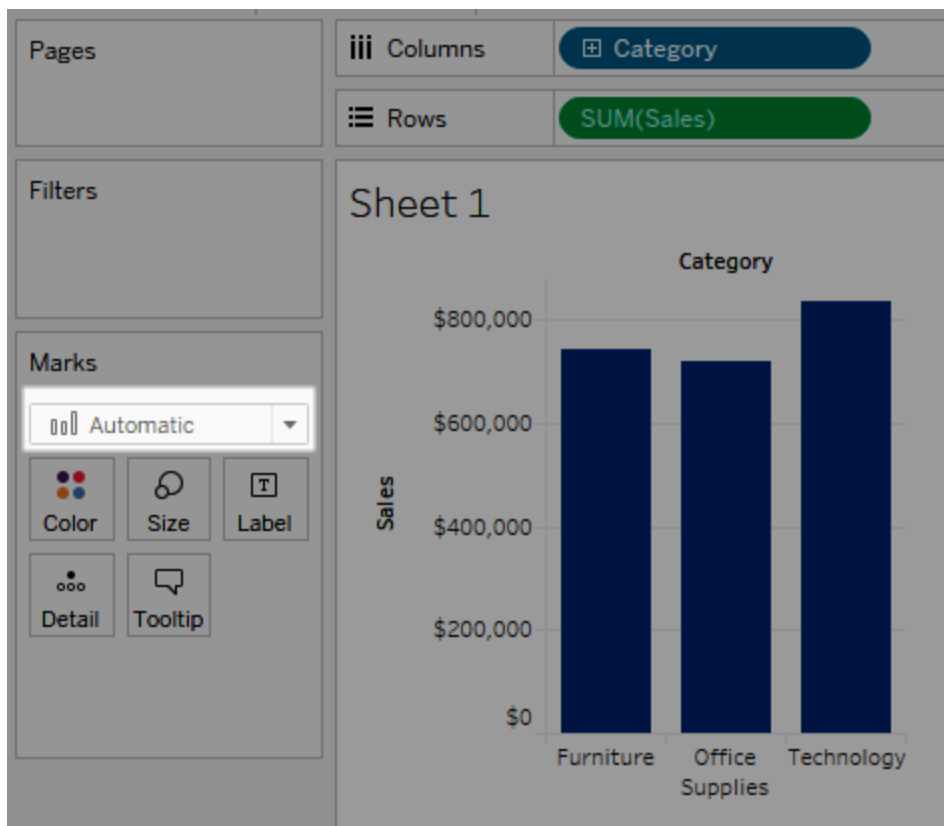 Pages
Columns
Category
Rows
SUM(Sales)
Filters
Marks
Automatic
Color
Size
T
Label
Detail
Tooltip
Sheet 1
Category
Sales
$800,000
$600,000
$400,000
$200,000
$0
Furniture
Office
Supplies
Technology